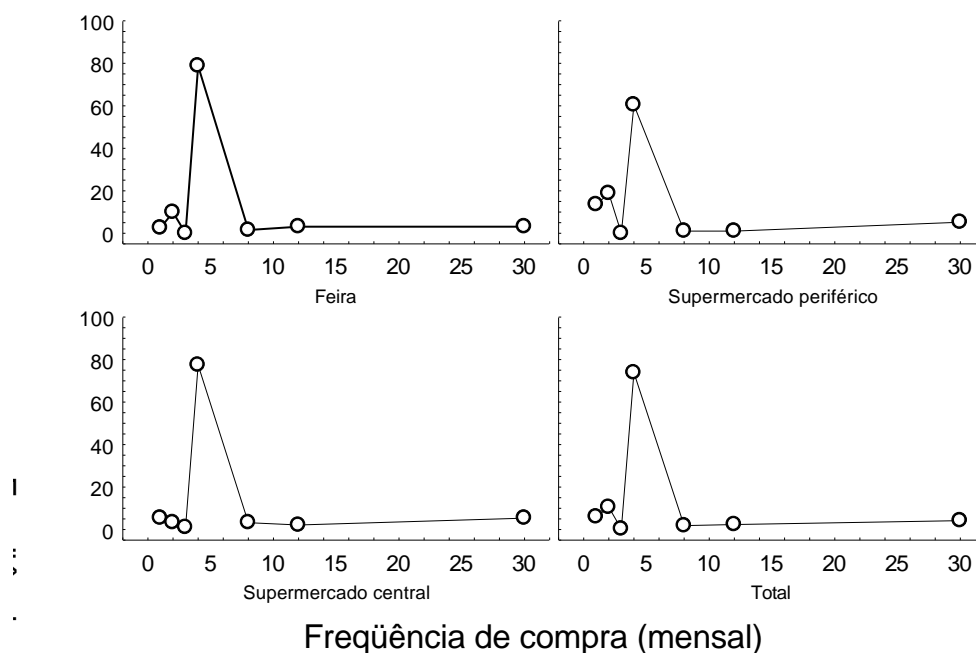 100
80
60
40
20
0
0 5 10 15 20 25 30 0 5 10 15 20 25 30
Feira Supermercado periférico
100
80
60
40
20
0
0 5 10 15 20 25 30 0 5 10 15 20 25 30
Supermercado central Total
Freqüência de compra (mensal)